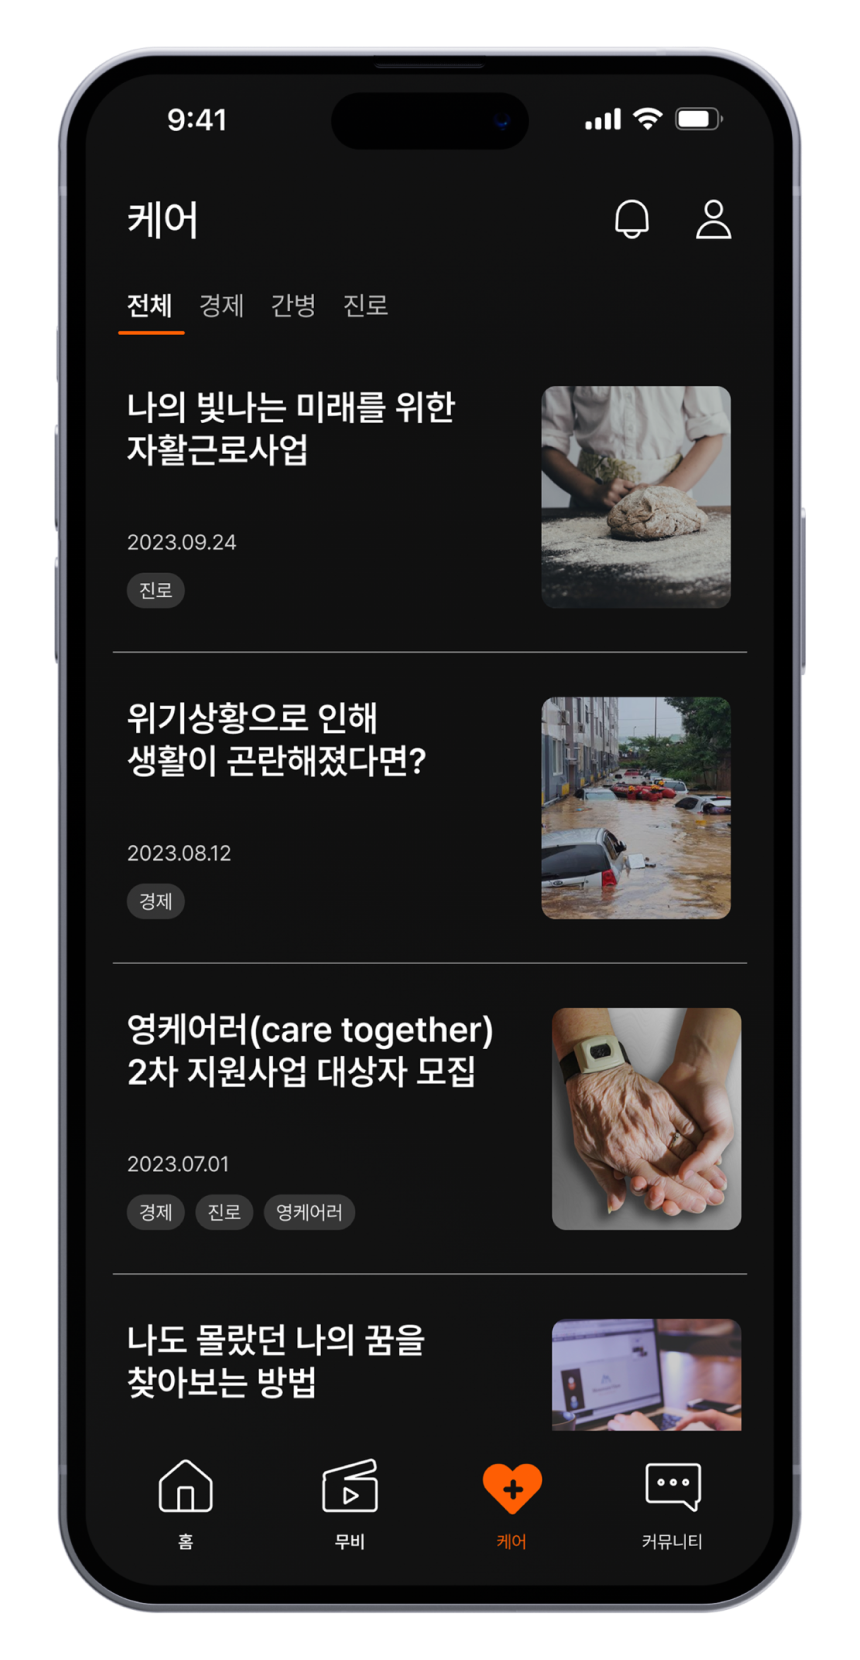 9:41
케어
전체 경제 간병 진로
나의 빛나는 미래를 위한
자활근로사업
2023.09.24
진로
위기상황으로 인해
생활이 곤란해졌다면?
2023.08.12
경제
영케어러(care together)
2차 지원사업 대상자 모집
2023.07.01
경제 진로 영케어러
나도 몰랐던 나의 꿈을
찾아보는 방법
홈 무비 케어 커뮤니티